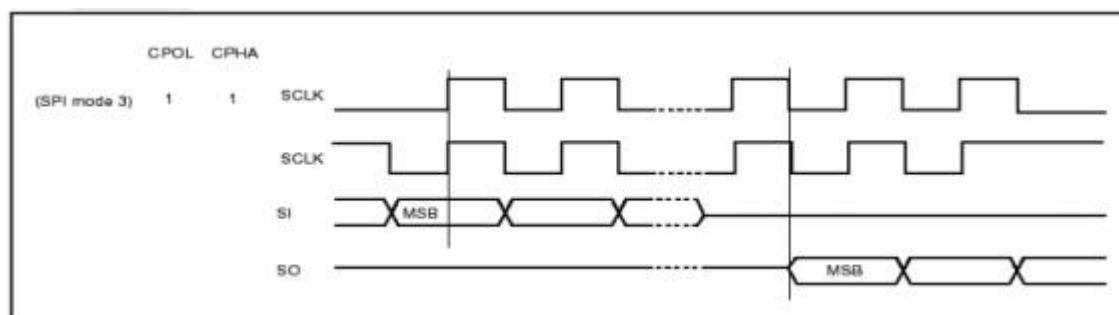 CPOL CPHA
(SPI mode 3) 1 1 SCLK
SCLK
SI MSB
SO MSB